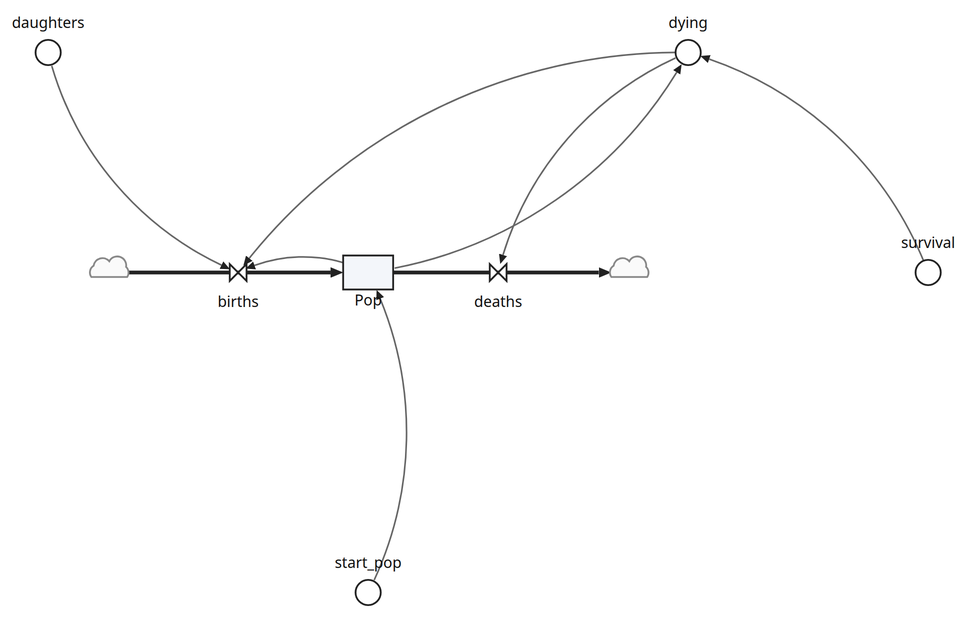 daughters
dying
survival
births
Pop
deaths
start_pop